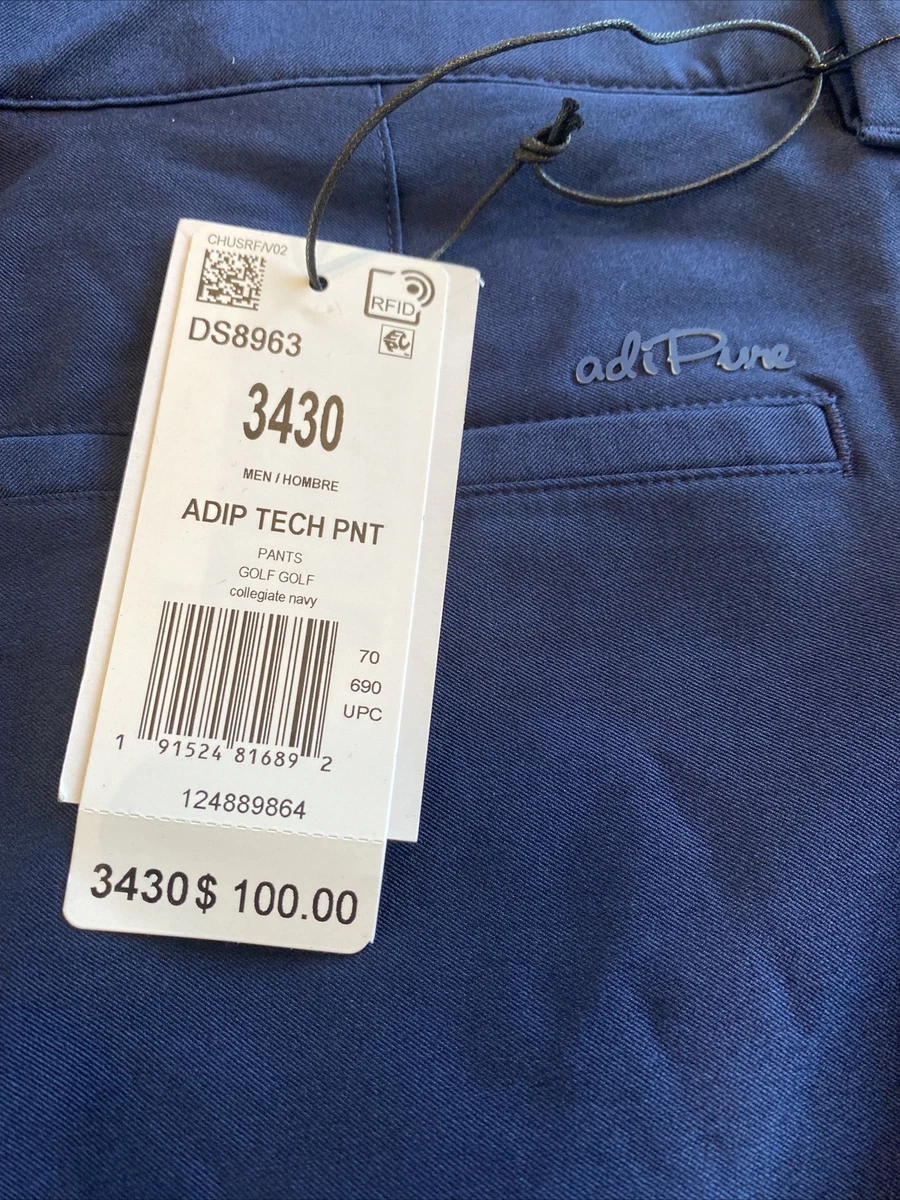 CHUSRF/V02
RFID
DS8963
3430
MEN / HOMBRE
ADIP TECH PNT
PANTS
GOLF GOLF
collegiate navy
70
690
UPC
1 91524 81689 2
124889864
3430 $ 100.00
adiPure